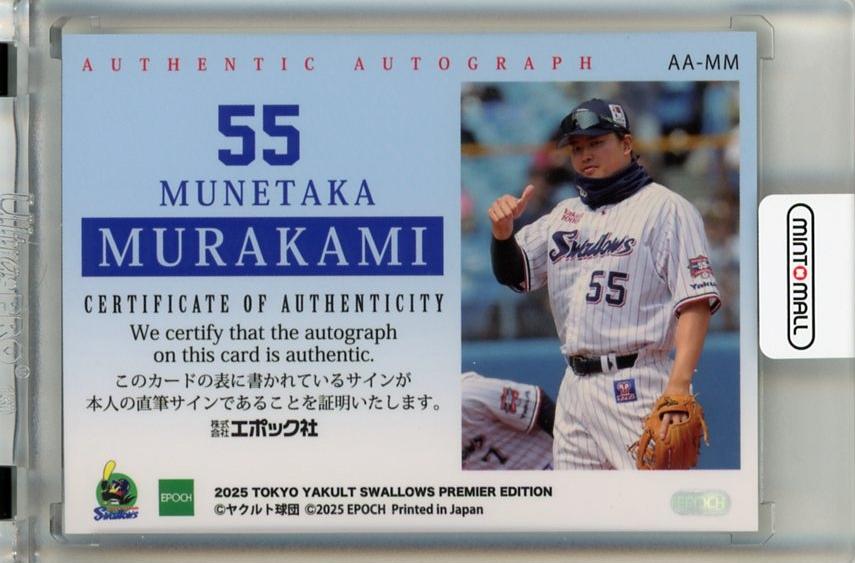 AUTHENTIC AUTOGRAPH
AA-MM
55
MUNETAKA
MURAKAMI
CERTIFICATE OF AUTHENTICITY
We certify that the autograph
on this card is authentic.
このカードの表に書かれているサインが
本人の直筆サインであることを証明いたします。
株式会社エポック社
Swallows
EPOCH
2025 TOKYO YAKULT SWALLOWS PREMIER EDITION
©ヤクルト球団 ©2025 EPOCH Printed in Japan
EPOCH
Swallows
55
7
MINTOMALL